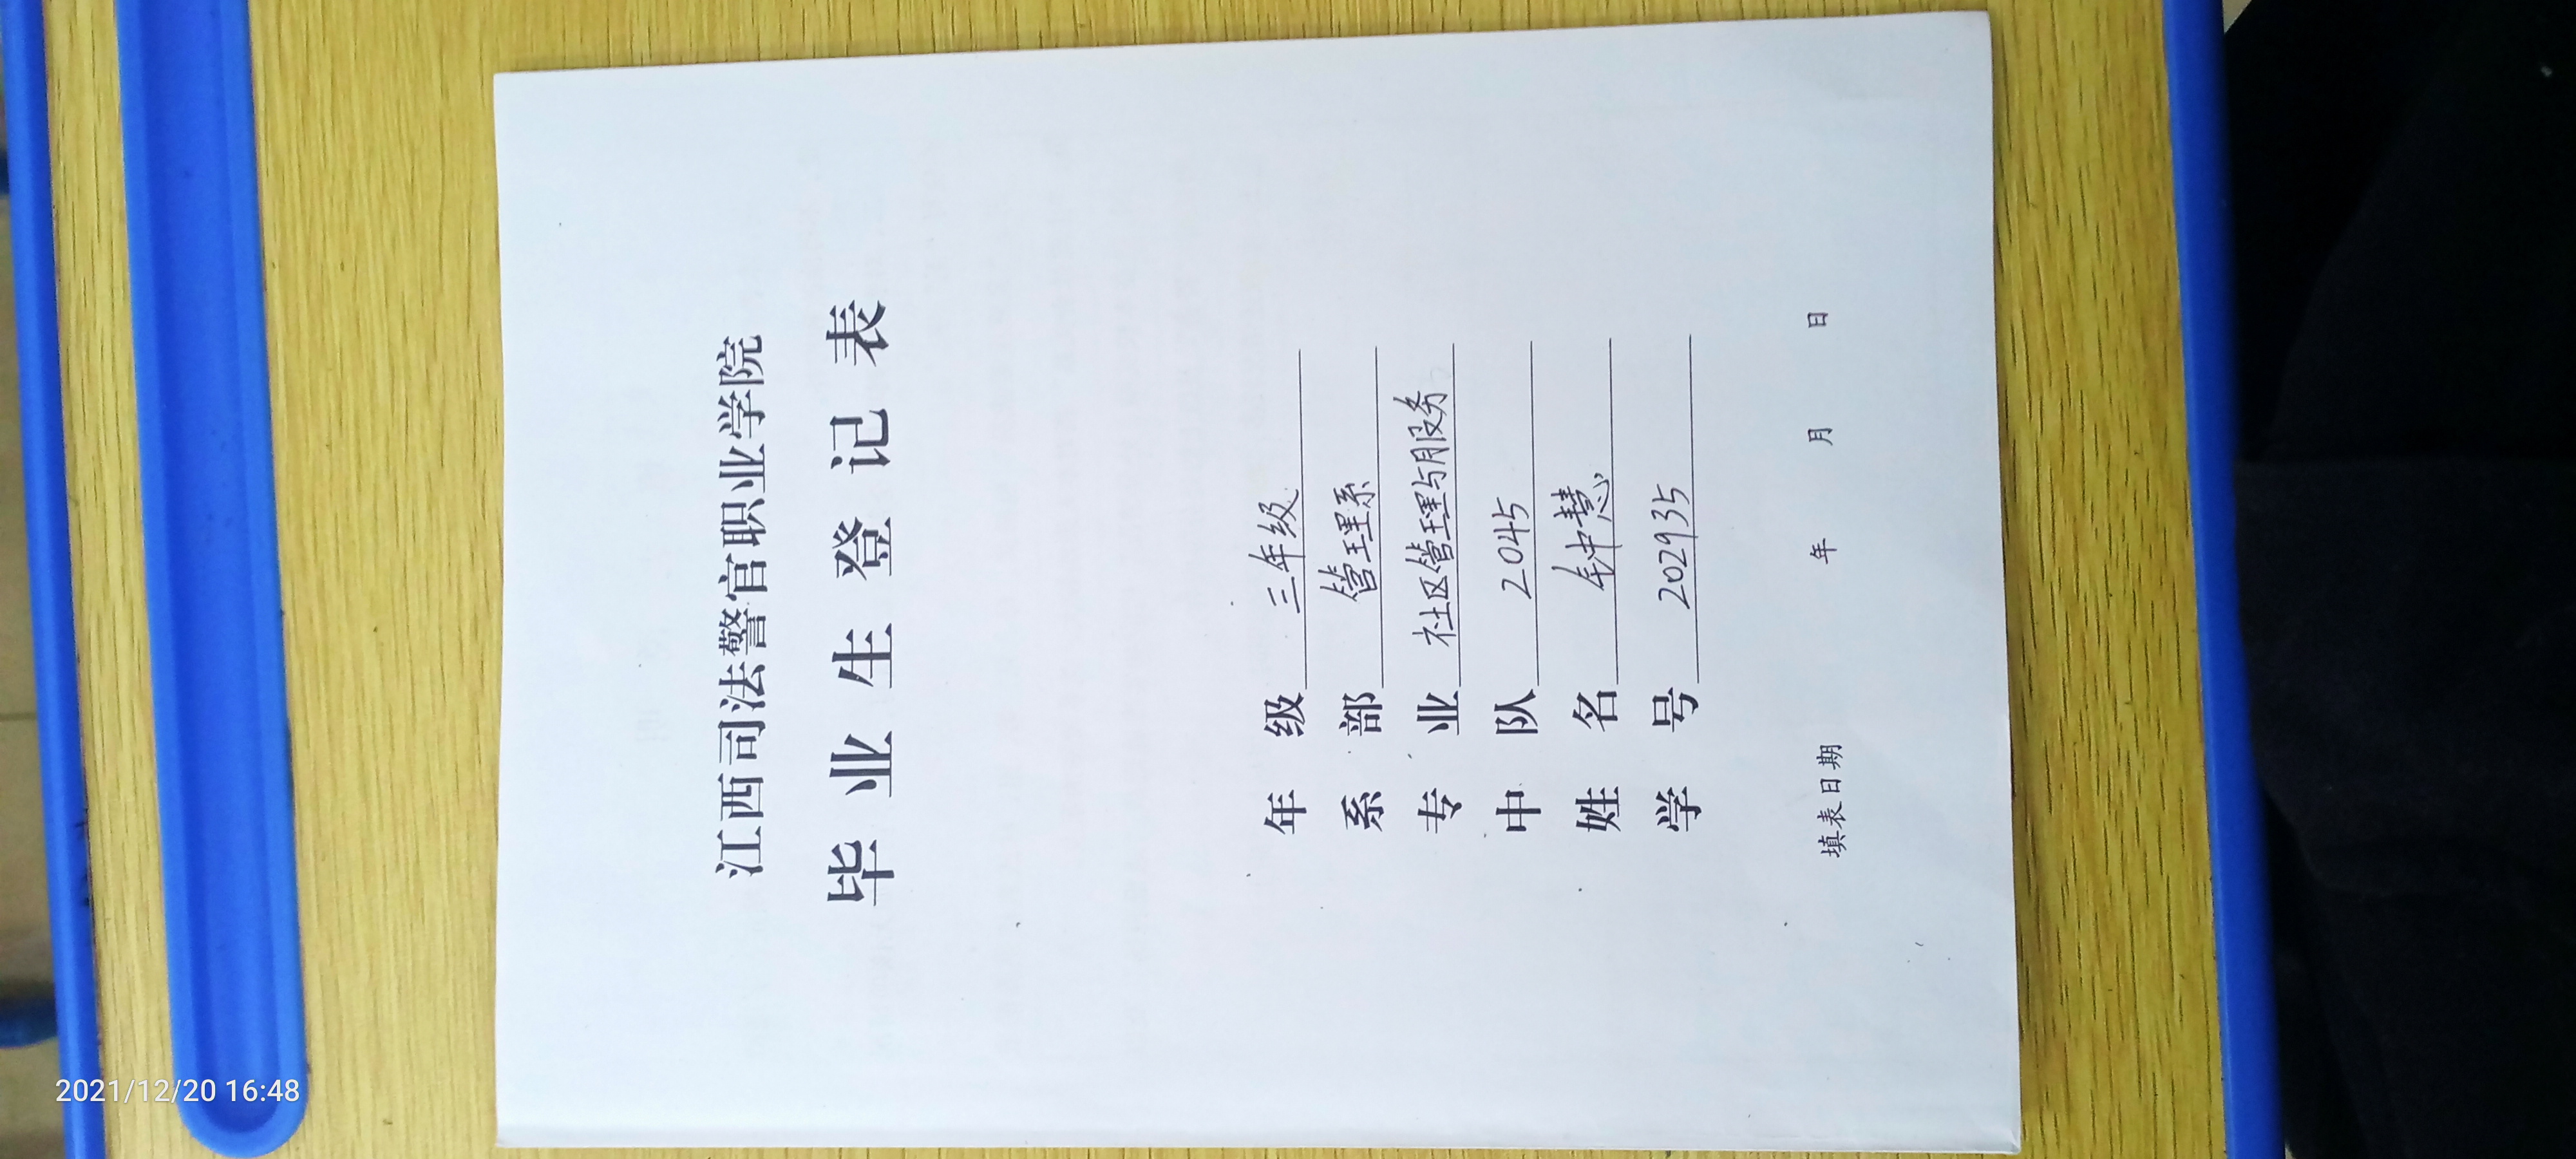 2021/12/20 16:48
江西司法警官职业学院
毕业生登记表
年级 三年级
系部 管理系
专业 社区管理与服务
中队 2045
姓名 钟慧
学号 202935
填表日期 年 月 日